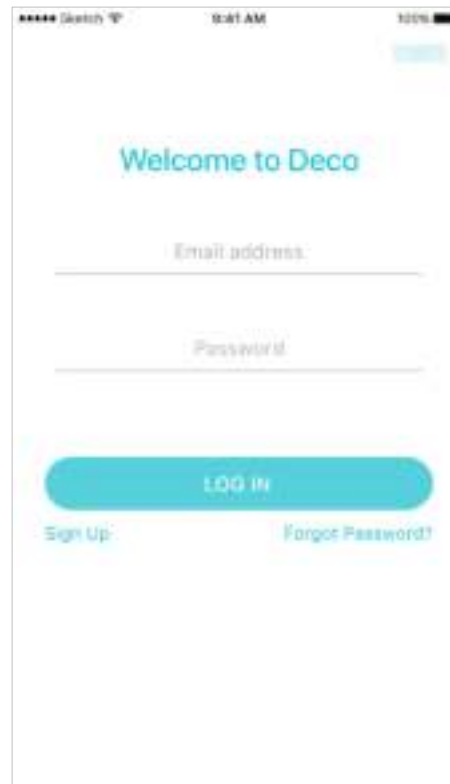 Sketch 9:41 AM 100%
Welcome to Deco
Email address
Password
LOG IN
Sign Up Forgot Password?